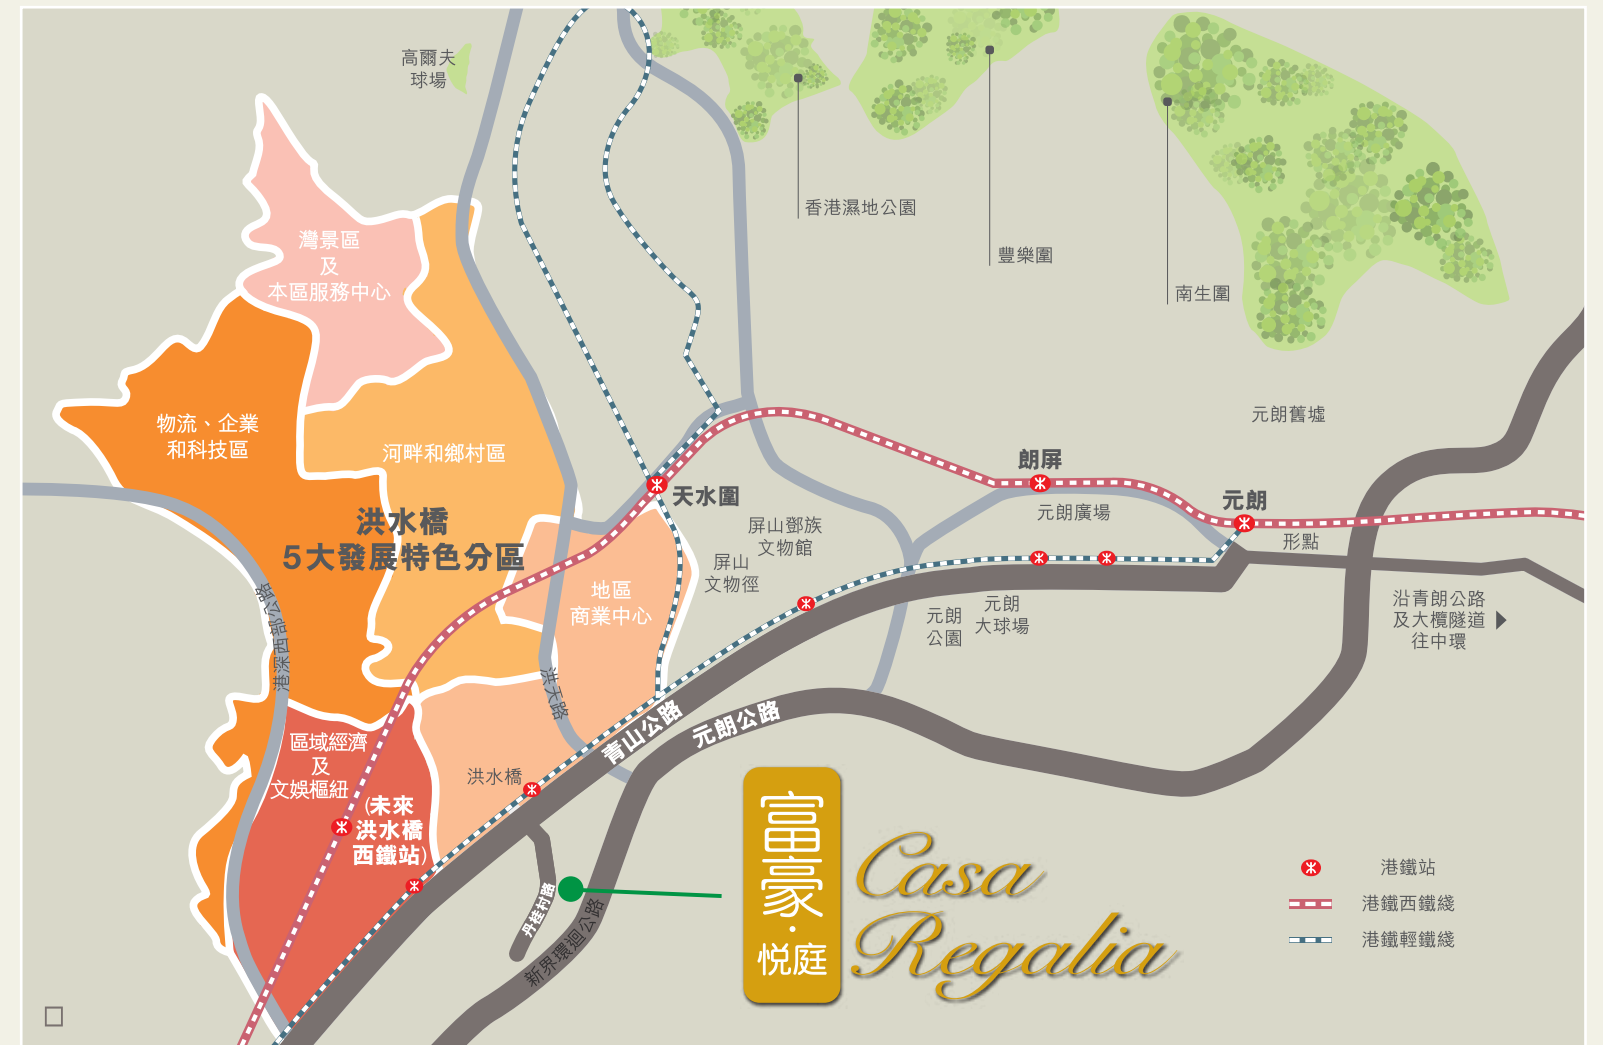 高爾夫
球場
香港濕地公園
豐樂圍
南生圍
灣景區
及
本區服務中心
物流、企業
和科技區
河畔和鄉村區
洪水橋
5大發展特色分區
天水圍
朗屏
元朗
元朗舊墟
元朗廣場
形點
屏山鄧族
文物館
屏山
文物徑
地區
商業中心
元朗
公園
元朗
大球場
沿青朗公路
及大欖隧道
往中環
港深西部公路
洪天路
青山公路
元朗公路
區域經濟
及
文娛樞紐
(未來
洪水橋
西鐵站)
洪水橋
丹桂村路
新界環迴公路
富豪·悦庭
Casa
Regalia
港鐵站
港鐵西鐵綫
港鐵輕鐵綫